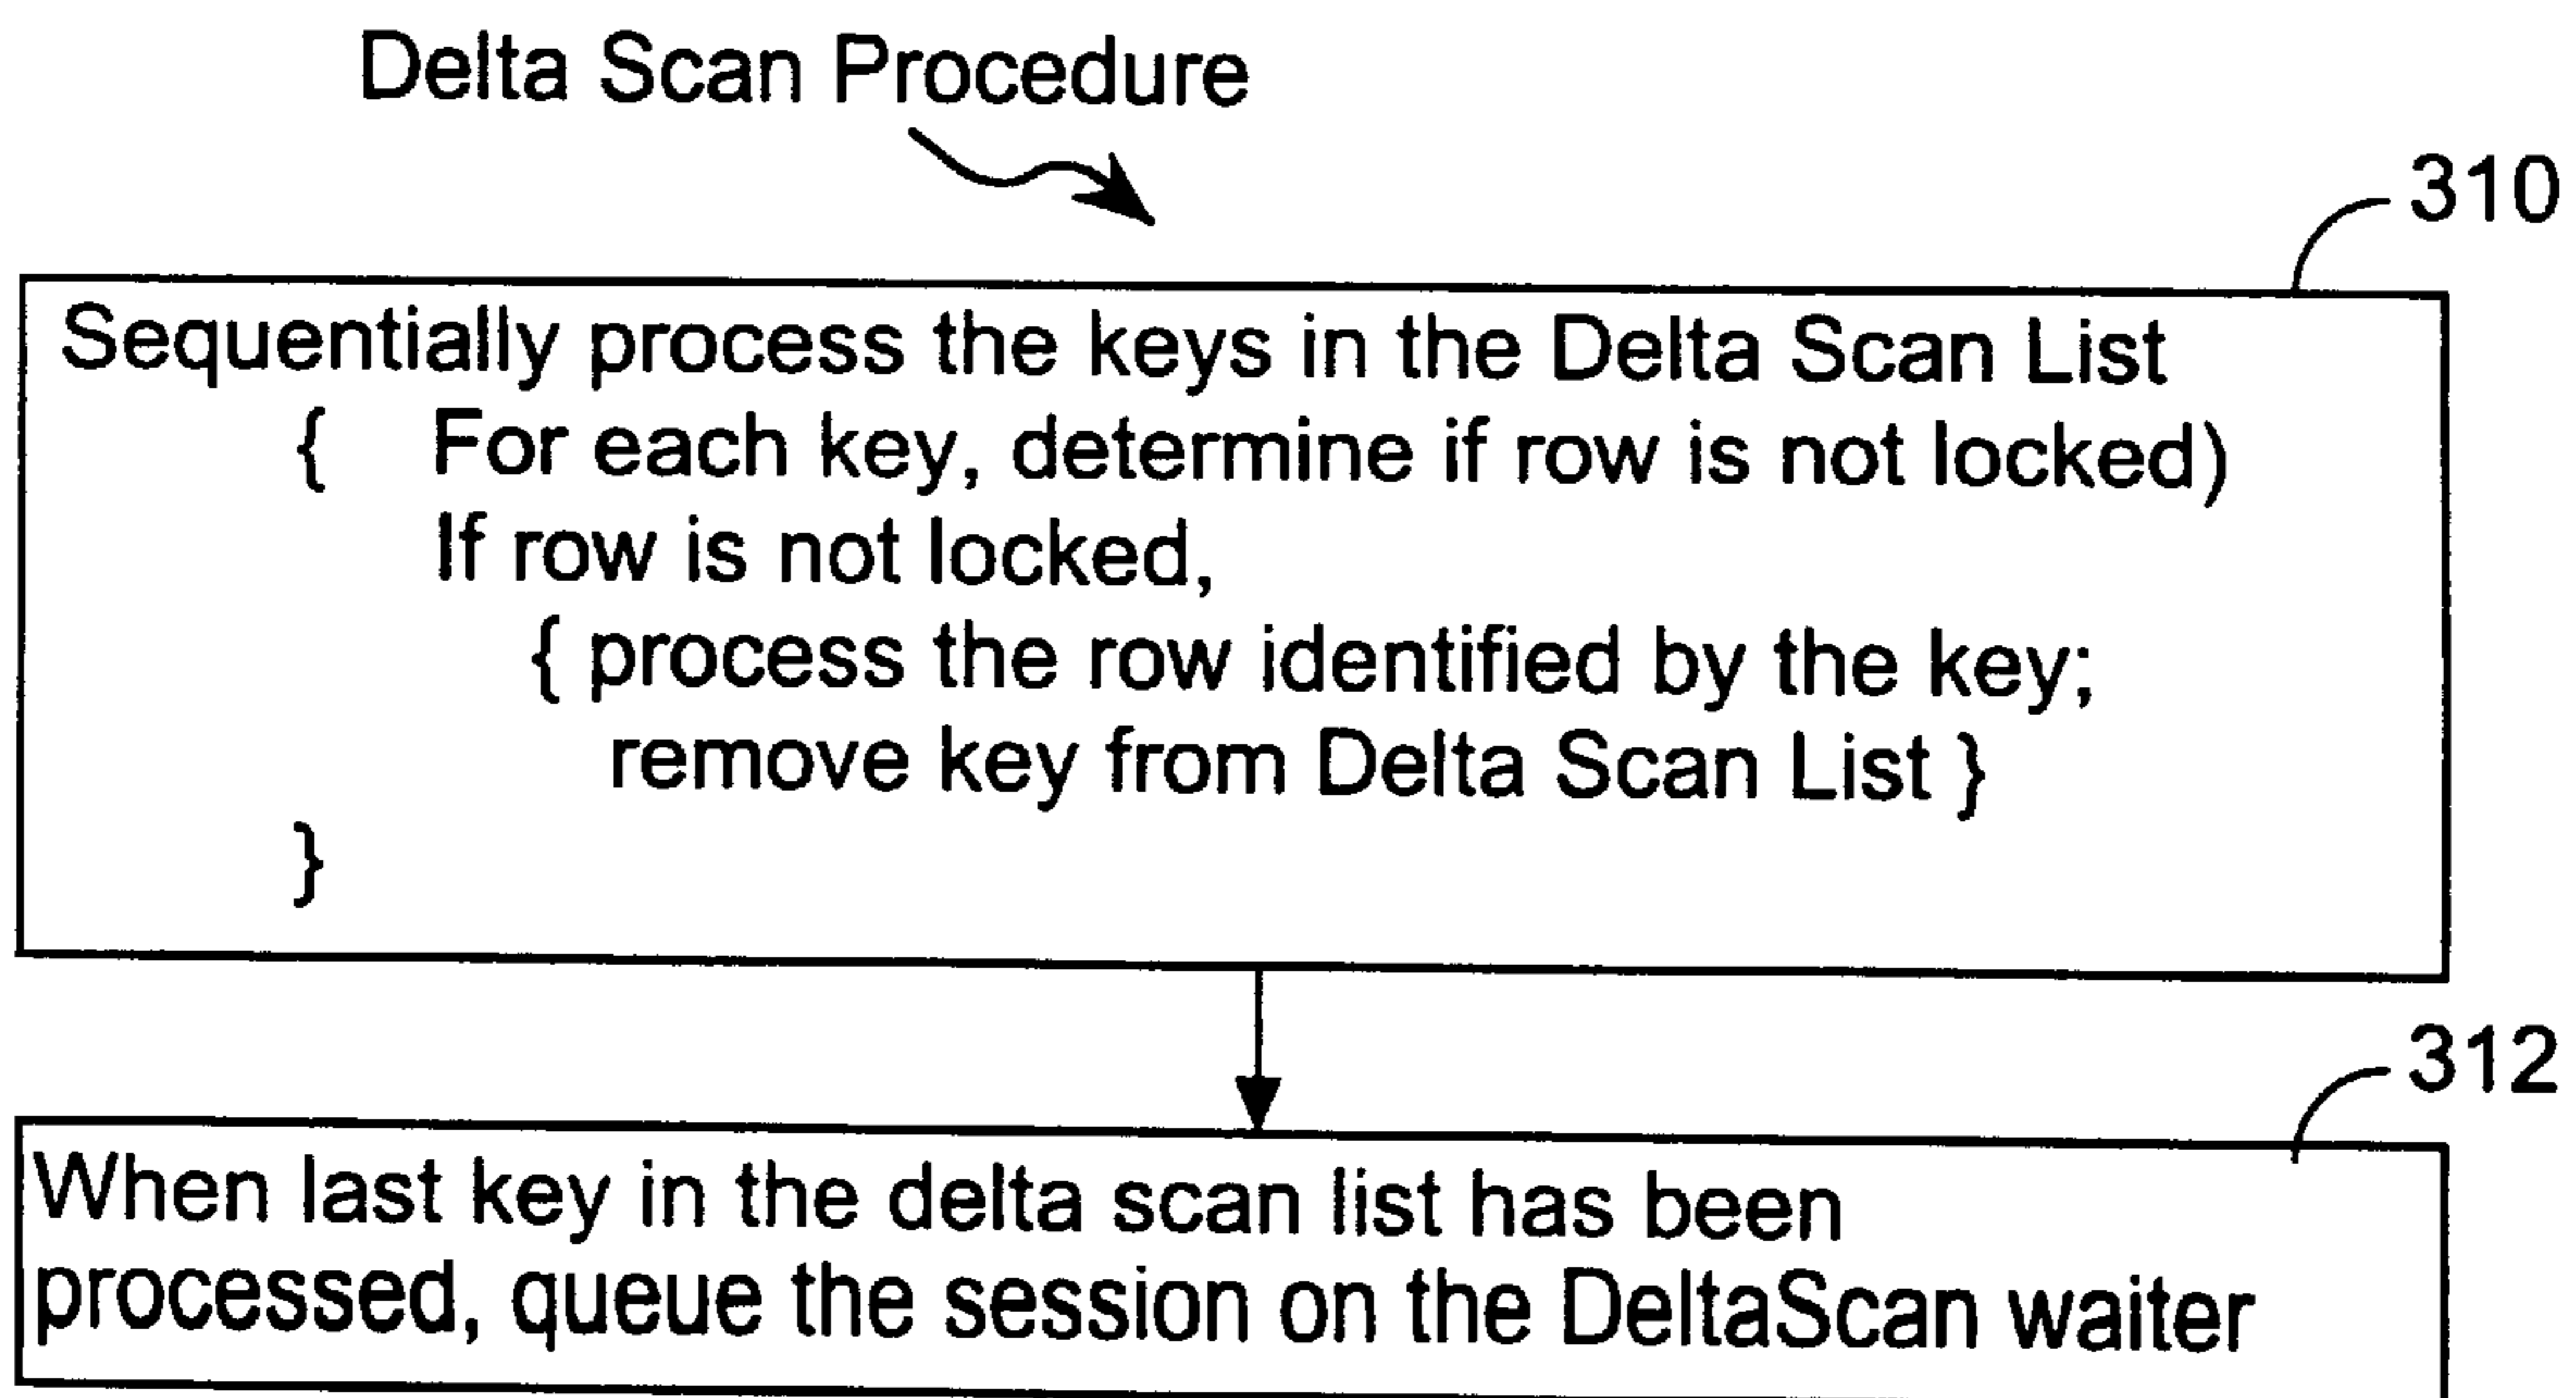 Delta Scan Procedure
310
Sequentially process the keys in the Delta Scan List
{ For each key, determine if row is not locked)
If row is not locked,
{ process the row identified by the key;
remove key from Delta Scan List }
}
312
When last key in the delta scan list has been
processed, queue the session on the DeltaScan waiter